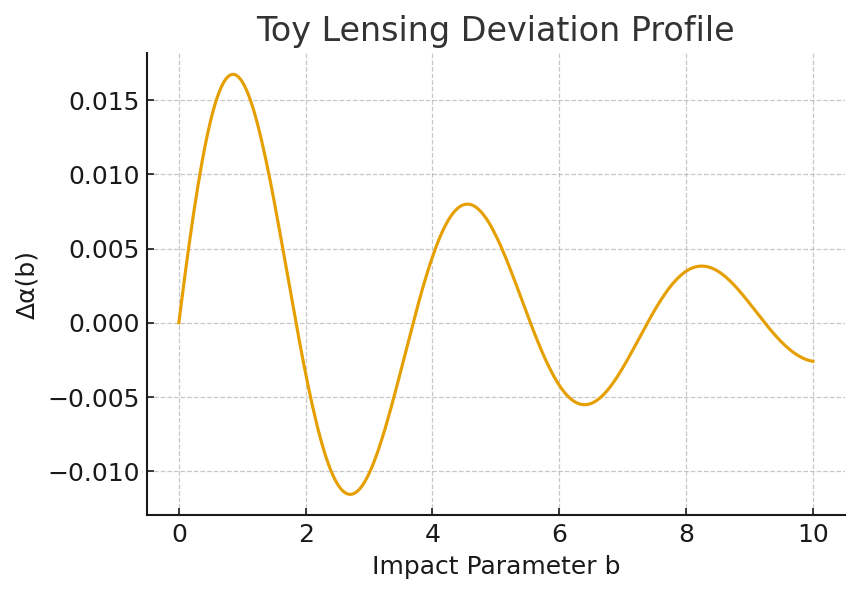 Toy Lensing Deviation Profile
Δα(b)
0.015
0.010
0.005
0.000
−0.005
−0.010
0 2 4 6 8 10
Impact Parameter b